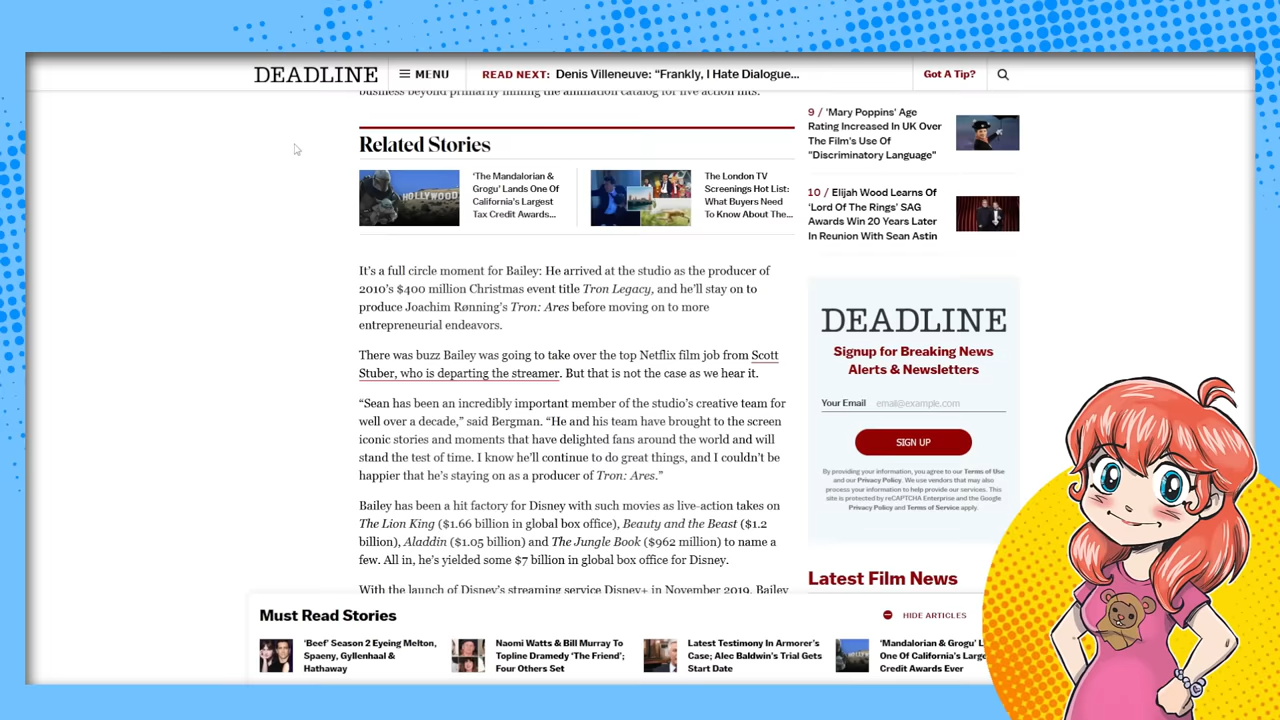 DEADLINE
MENU
READ NEXT: Denis Villeneuve: “Frankly, I Hate Dialogue...
Got A Tip?
business beyond primarily mining the animation catalog for live action hits.
Related Stories
‘The Mandalorian &
Grogu’ Lands One Of
California’s Largest
Tax Credit Awards...
HOLLYWOOD
The London TV
Screenings Hot List:
What Buyers Need
To Know About The...
It’s a full circle moment for Bailey: He arrived at the studio as the producer of
2010’s $400 million Christmas event title Tron Legacy, and he’ll stay on to
produce Joachim Rønning’s Tron: Ares before moving on to more
entrepreneurial endeavors.
There was buzz Bailey was going to take over the top Netflix film job from Scott
Stuber, who is departing the streamer. But that is not the case as we hear it.
“Sean has been an incredibly important member of the studio’s creative team for
well over a decade,” said Bergman. “He and his team have brought to the screen
iconic stories and moments that have delighted fans around the world and will
stand the test of time. I know he’ll continue to do great things, and I couldn’t be
happier that he’s staying on as a producer of Tron: Ares.”
Bailey has been a hit factory for Disney with such movies as live-action takes on
The Lion King ($1.66 billion in global box office), Beauty and the Beast ($1.2
billion), Aladdin ($1.05 billion) and The Jungle Book ($962 million) to name a
few. All in, he’s yielded some $7 billion in global box office for Disney.
With the launch of Disney’s streaming service Disney+ in November 2019, Bailey
9 / ‘Mary Poppins’ Age
Rating Increased In UK Over
The Film’s Use Of
"Discriminatory Language"
10 / Elijah Wood Learns Of
‘Lord Of The Rings’ SAG
Awards Win 20 Years Later
In Reunion With Sean Astin
DEADLINE
Signup for Breaking News
Alerts & Newsletters
Your Email email@example.com
SIGN UP
By providing your information, you agree to our Terms of Use
and our Privacy Policy. We use vendors that may also
process your information to help provide our services. This
site is protected by reCAPTCHA Enterprise and the Google
Privacy Policy and Terms of Service apply.
Latest Film News
Must Read Stories
HIDE ARTICLES
‘Beef’ Season 2 Eyeing Melton,
Spaeny, Gyllenhaal &
Hathaway
Naomi Watts & Bill Murray To
Topline Dramedy ‘The Friend’;
Four Others Set
Latest Testimony In Armorer’s
Case; Alec Baldwin’s Trial Gets
Start Date
‘Mandalorian & Grogu’ L
One Of California’s Large
Credit Awards Ever